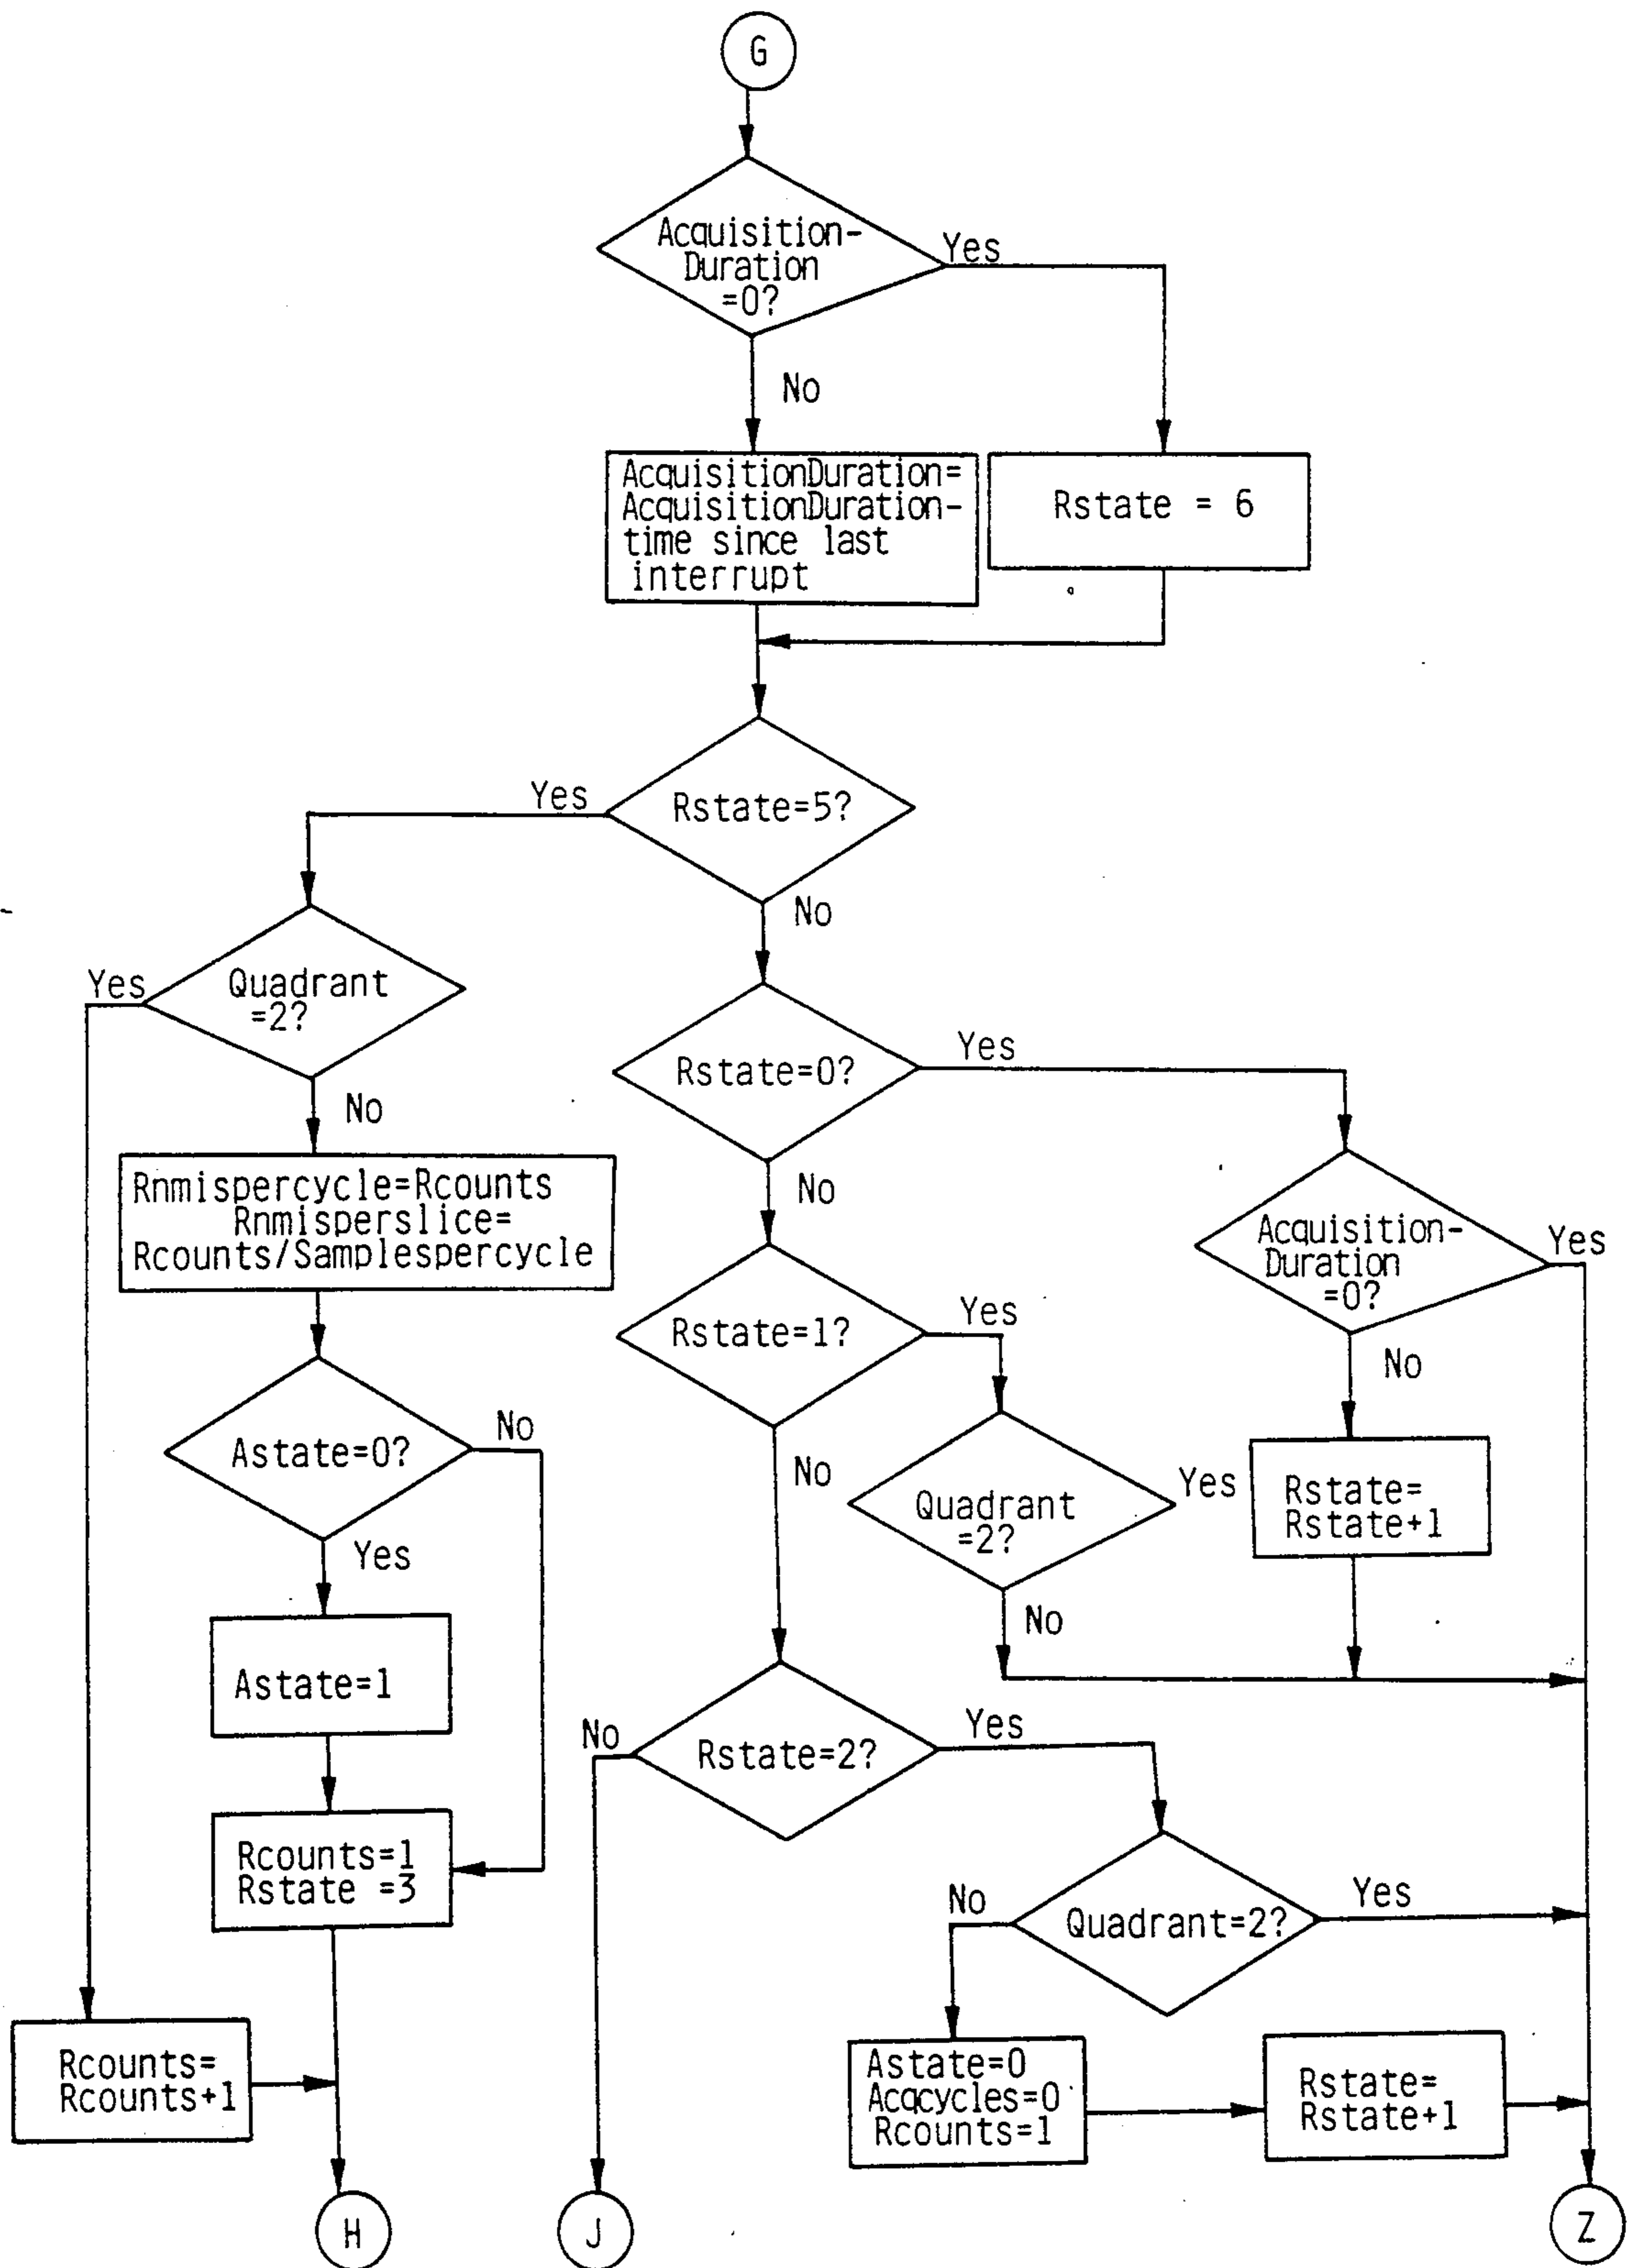 G
Acquisition-
Duration
=0?
Yes
No
AcquisitionDuration=
AcquisitionDuration-
time since last
interrupt
Rstate = 6
Yes
Rstate=5?
No
Yes
Quadrant
=2?
No
Rstate=0?
Yes
No
Rnmispercycle=Rcounts
Rnmisperslice=
Rcounts/Samplespercycle
Acquisition-
Duration
=0?
Yes
No
Rstate=1?
Yes
No
Astate=0?
No
Yes
Quadrant
=2?
Yes
No
Rstate=
Rstate+1
Astate=1
No
Rstate=2?
Yes
Rcounts=1
Rstate =3
No
Quadrant=2?
Yes
Rcounts=
Rcounts+1
Astate=0
Acqcycles=0
Rcounts=1
Rstate=
Rstate+1
H
J
Z